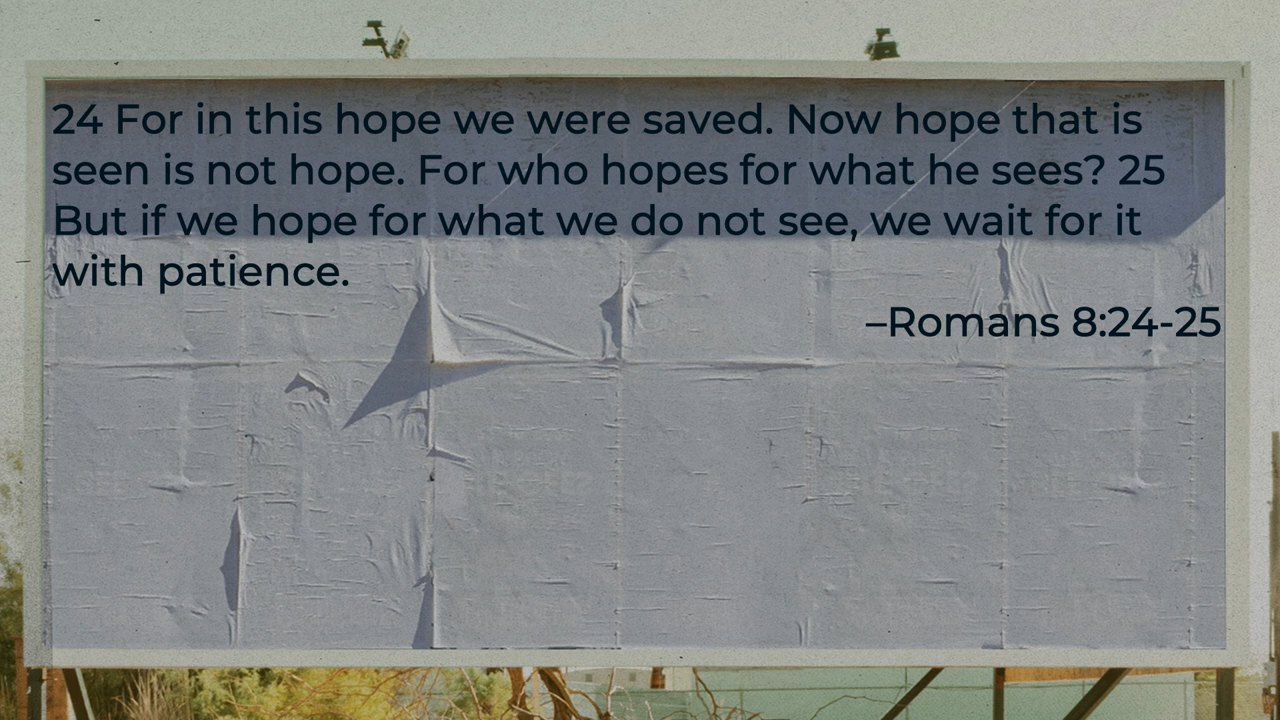 24 For in this hope we were saved. Now hope that is
seen is not hope. For who hopes for what he sees? 25
But if we hope for what we do not see, we wait for it
with patience.
–Romans 8:24-25